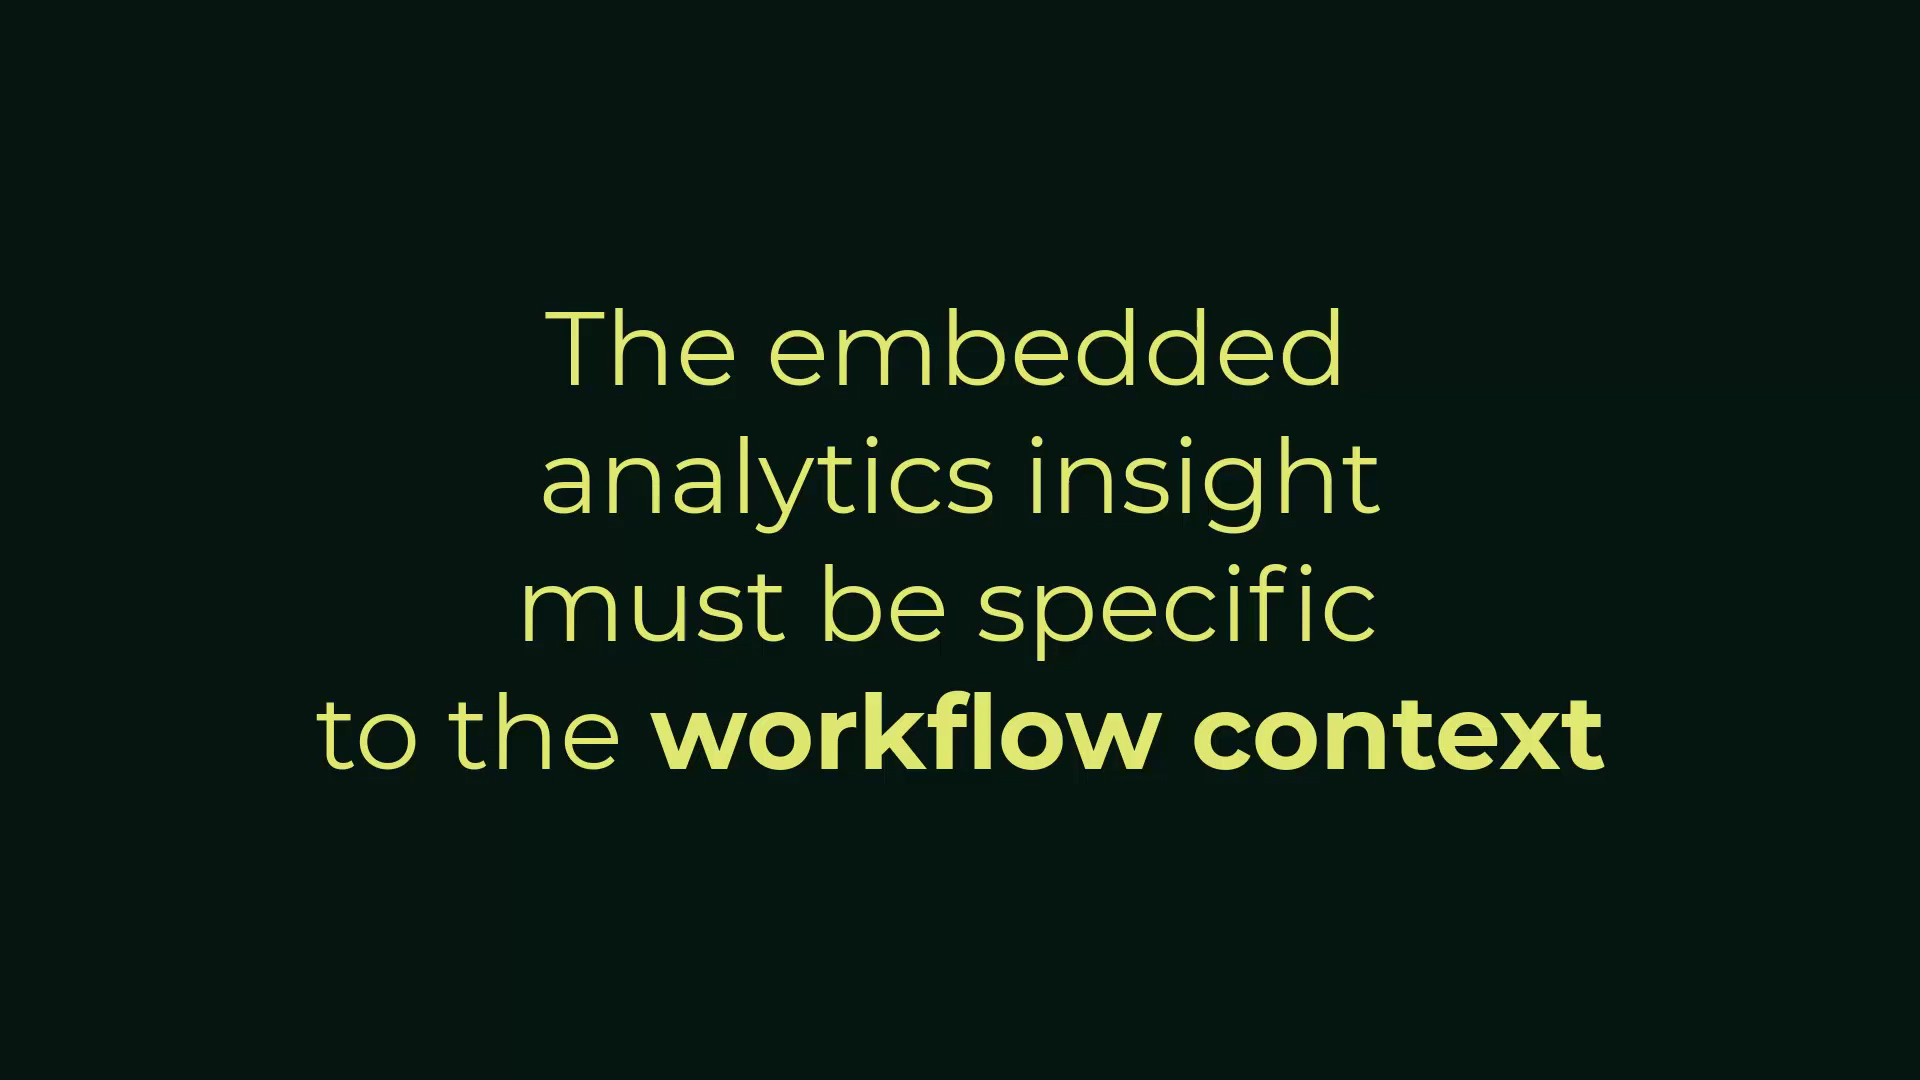 The embedded
analytics insight
must be specific
to the workflow context